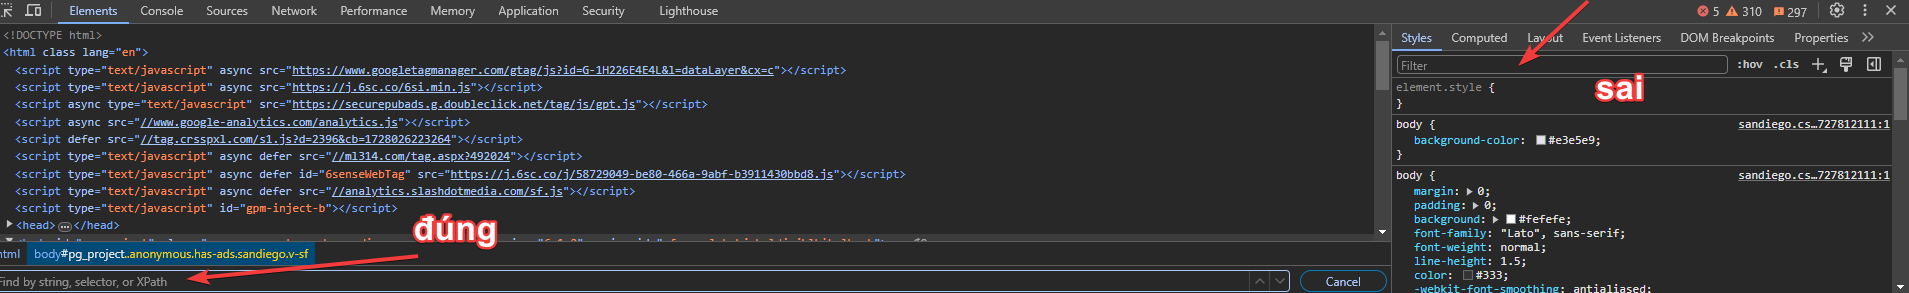 Elements Console Sources Network Performance Memory Application Security Lighthouse 5 310 297
<!DOCTYPE html>
<html class lang="en">
<script type="text/javascript" async src="https://www.googletagmanager.com/gtag/js?id=G-1H226E4E4L&l=dataLayer&cx=c"></script>
<script type="text/javascript" async src="https://j.6sc.co/6si.min.js"></script>
<script async type="text/javascript" src="https://securepubads.g.doubleclick.net/tag/js/gpt.js"></script>
<script async src="//www.google-analytics.com/analytics.js"></script>
<script defer src="//tag.crsspxl.com/s1.js?d=2396&cb=1728026223264"></script>
<script type="text/javascript" async defer src="//ml314.com/tag.aspx?492024"></script>
<script type="text/javascript" async defer id="6senseWebTag" src="https://j.6sc.co/j/58729049-be80-466a-9abf-b3911430bbd8.js"></script>
<script type="text/javascript" async defer src="//analytics.slashdotmedia.com/sf.js"></script>
<script type="text/javascript" id="gpm-inject-b"></script>
<head> … </head>
đúng
html body#pg_project..anonymous.has-ads.sandiego.v-sf
Find by string, selector, or XPath Cancel
Styles Computed Layout Event Listeners DOM Breakpoints Properties
Filter :hov .cls
sai
element.style {
}
body { sandiego.cs…727812111:1
background-color: #e3e5e9;
}
body { sandiego.cs…727812111:1
margin: 0;
padding: 0;
background: #fefefe;
font-family: "Lato", sans-serif;
font-weight: normal;
line-height: 1.5;
color: #333;
-webkit-font-smoothing: antialiased;